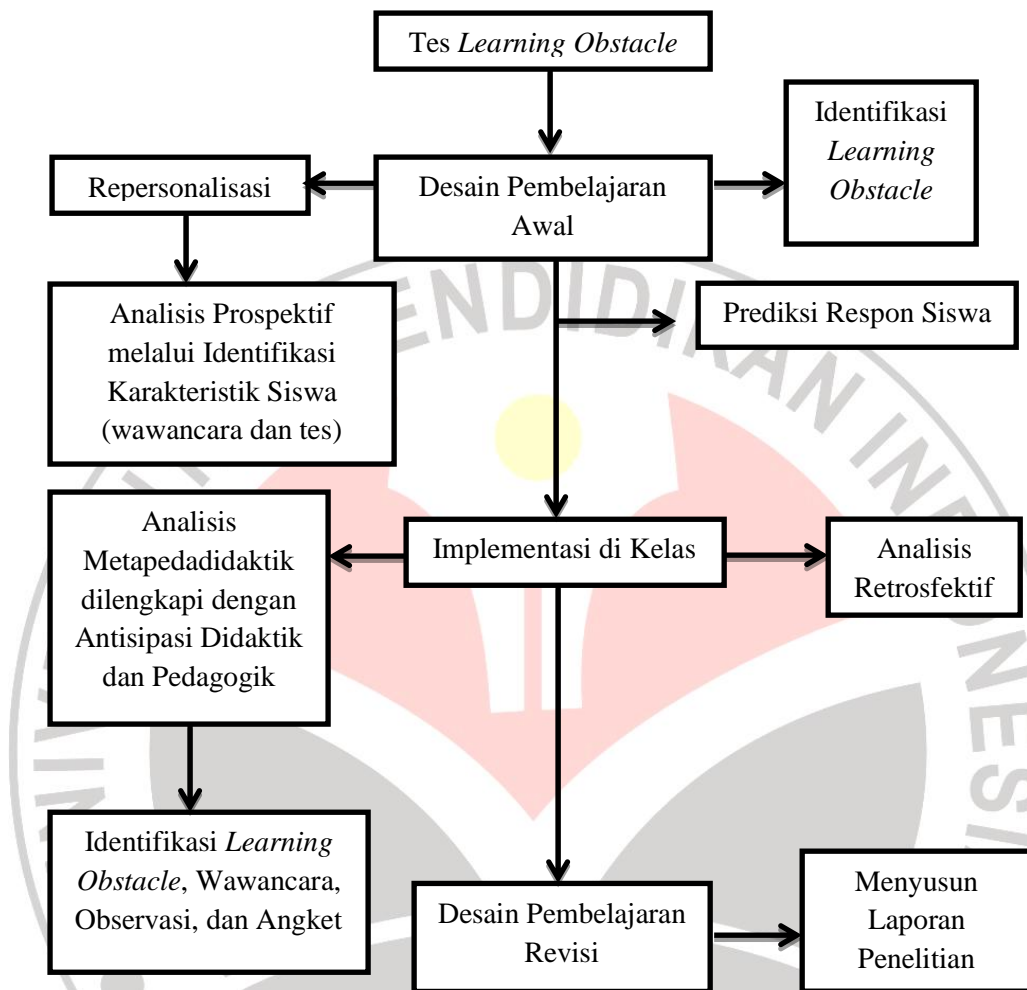 Tes Learning Obstacle
Identifikasi
Learning
Obstacle
Repersonalisasi
Desain Pembelajaran
Awal
Analisis Prospektif
melalui Identifikasi
Karakteristik Siswa
(wawancara dan tes)
Prediksi Respon Siswa
Analisis
Metapedadidaktik
dilengkapi dengan
Antisipasi Didaktik
dan Pedagogik
Implementasi di Kelas
Analisis
Retrosfektif
Identifikasi Learning
Obstacle, Wawancara,
Observasi, dan Angket
Desain Pembelajaran
Revisi
Menyusun
Laporan
Penelitian
PENDIDIKAN INDONESIA